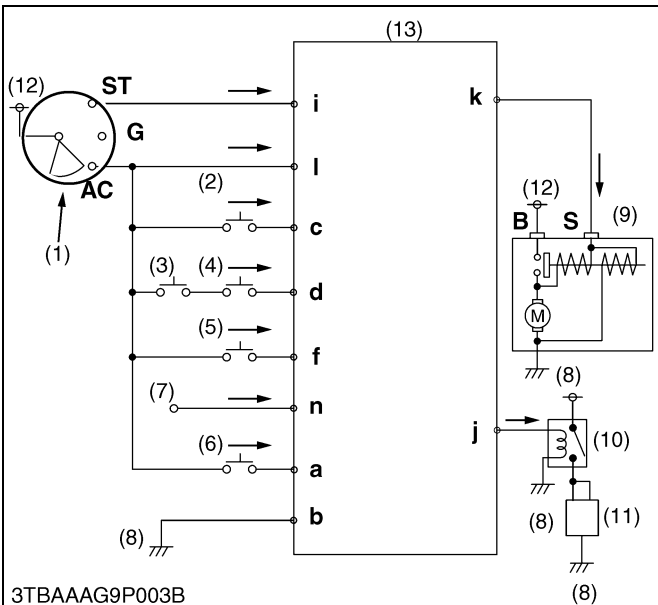 (13)
(12)
ST
i
k
G
AC
l
(1)
(2)
c
(12)
B
S
(9)
(3)
(4)
d
M
(5)
f
(7)
n
(8)
j
(10)
(6)
a
(8)
b
(8)
(11)
(8)
3TBAAAG9P003B